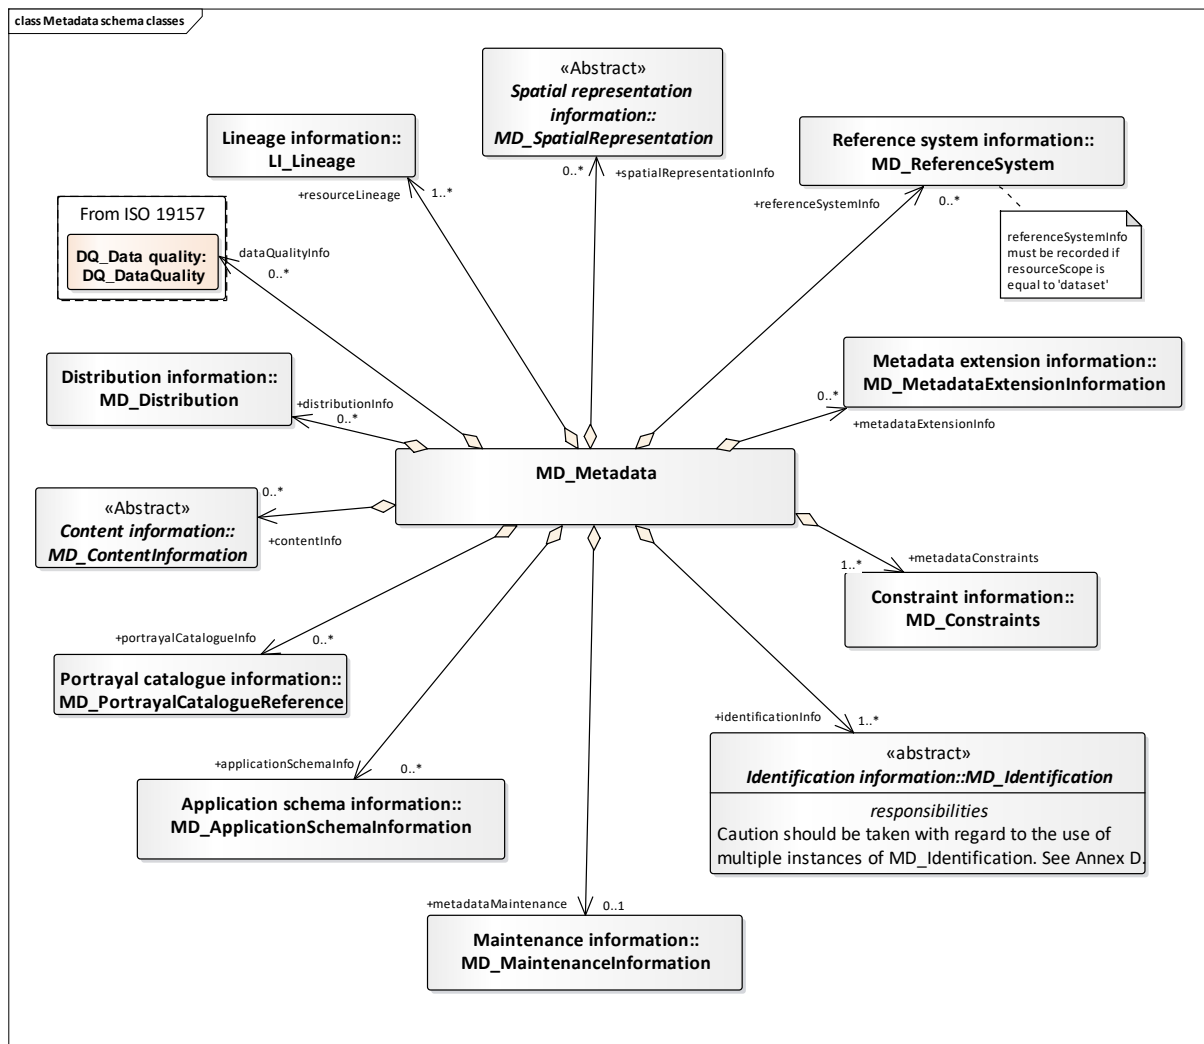 class Metadata schema classes
«Abstract»
Spatial representation
information::
MD_SpatialRepresentation
Lineage information::
LI_Lineage
Reference system information::
MD_ReferenceSystem
0..*
+spatialRepresentationInfo
+resourceLineage
1..*
+referenceSystemInfo
0..*
From ISO 19157
DQ_Data quality:
DQ_DataQuality
dataQualityInfo
0..*
referenceSystemInfo
must be recorded if
resourceScope is
equal to 'dataset'
Distribution information::
MD_Distribution
+distributionInfo
0..*
Metadata extension information::
MD_MetadataExtensionInformation
0..*
+metadataExtensionInfo
MD_Metadata
«Abstract»
Content information::
MD_ContentInformation
0..*
+contentInfo
+metadataConstraints
1..*
Constraint information::
MD_Constraints
+portrayalCatalogueInfo
0..*
Portrayal catalogue information::
MD_PortrayalCatalogueReference
+identificationInfo
1..*
«abstract»
Identification information::MD_Identification
responsibilities
Caution should be taken with regard to the use of
multiple instances of MD_Identification. See Annex D.
+applicationSchemaInfo
0..*
Application schema information::
MD_ApplicationSchemaInformation
+metadataMaintenance
0..1
Maintenance information::
MD_MaintenanceInformation